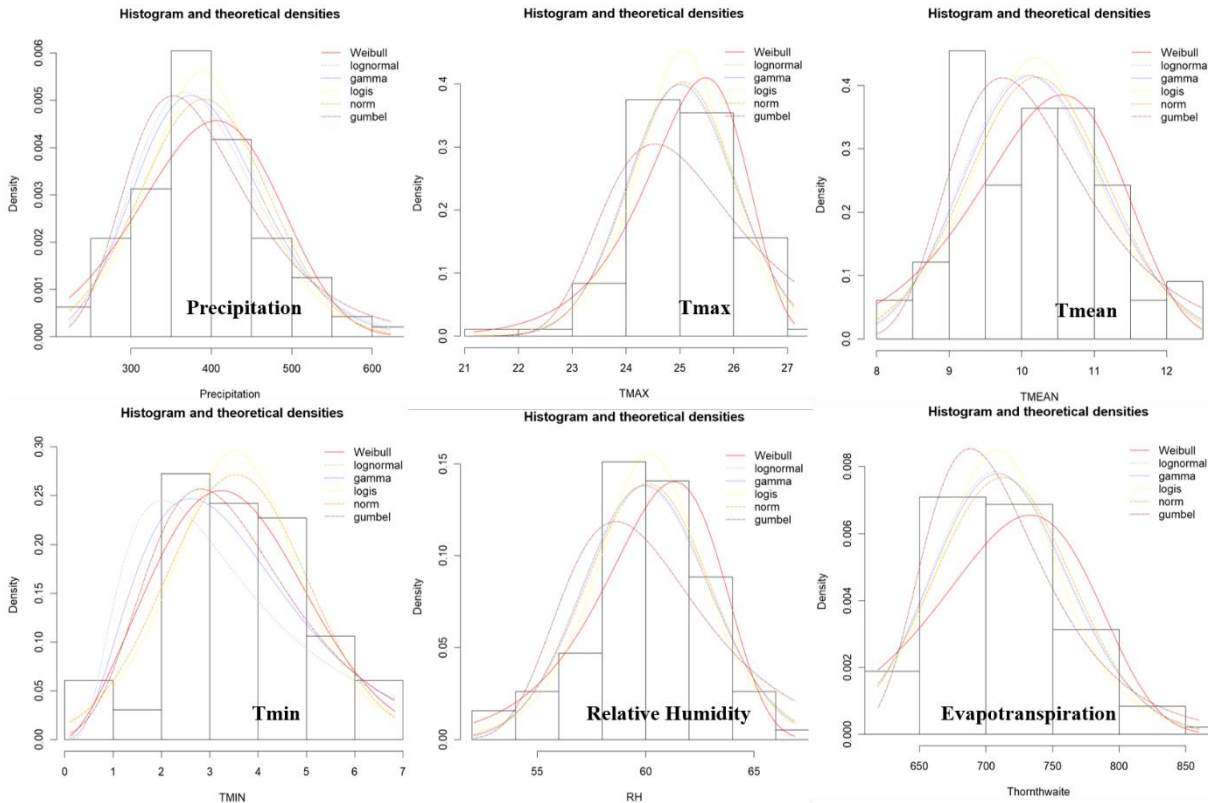 Histogram and theoretical densities
Density
0.000 0.001 0.002 0.003 0.004 0.005 0.006
Weibull
lognormal
gamma
logis
norm
gumbel
Precipitation
300 400 500 600
Precipitation
Histogram and theoretical densities
Density
0.0 0.1 0.2 0.3 0.4
Weibull
lognormal
gamma
logis
norm
gumbel
Tmax
21 22 23 24 25 26 27
TMAX
Histogram and theoretical densities
Density
0.0 0.1 0.2 0.3 0.4
Weibull
lognormal
gamma
logis
norm
gumbel
Tmean
8 9 10 11 12
TMEAN
Histogram and theoretical densities
Density
0.00 0.05 0.10 0.15 0.20 0.25 0.30
Weibull
lognormal
gamma
logis
norm
gumbel
Tmin
0 1 2 3 4 5 6 7
TMIN
Histogram and theoretical densities
Density
0.00 0.05 0.10 0.15
Weibull
lognormal
gamma
logis
norm
gumbel
Relative Humidity
55 60 65
RH
Histogram and theoretical densities
Density
0.000 0.002 0.004 0.006 0.008
Weibull
lognormal
gamma
logis
norm
gumbel
Evapotranspiration
650 700 750 800 850
Thornthwaite